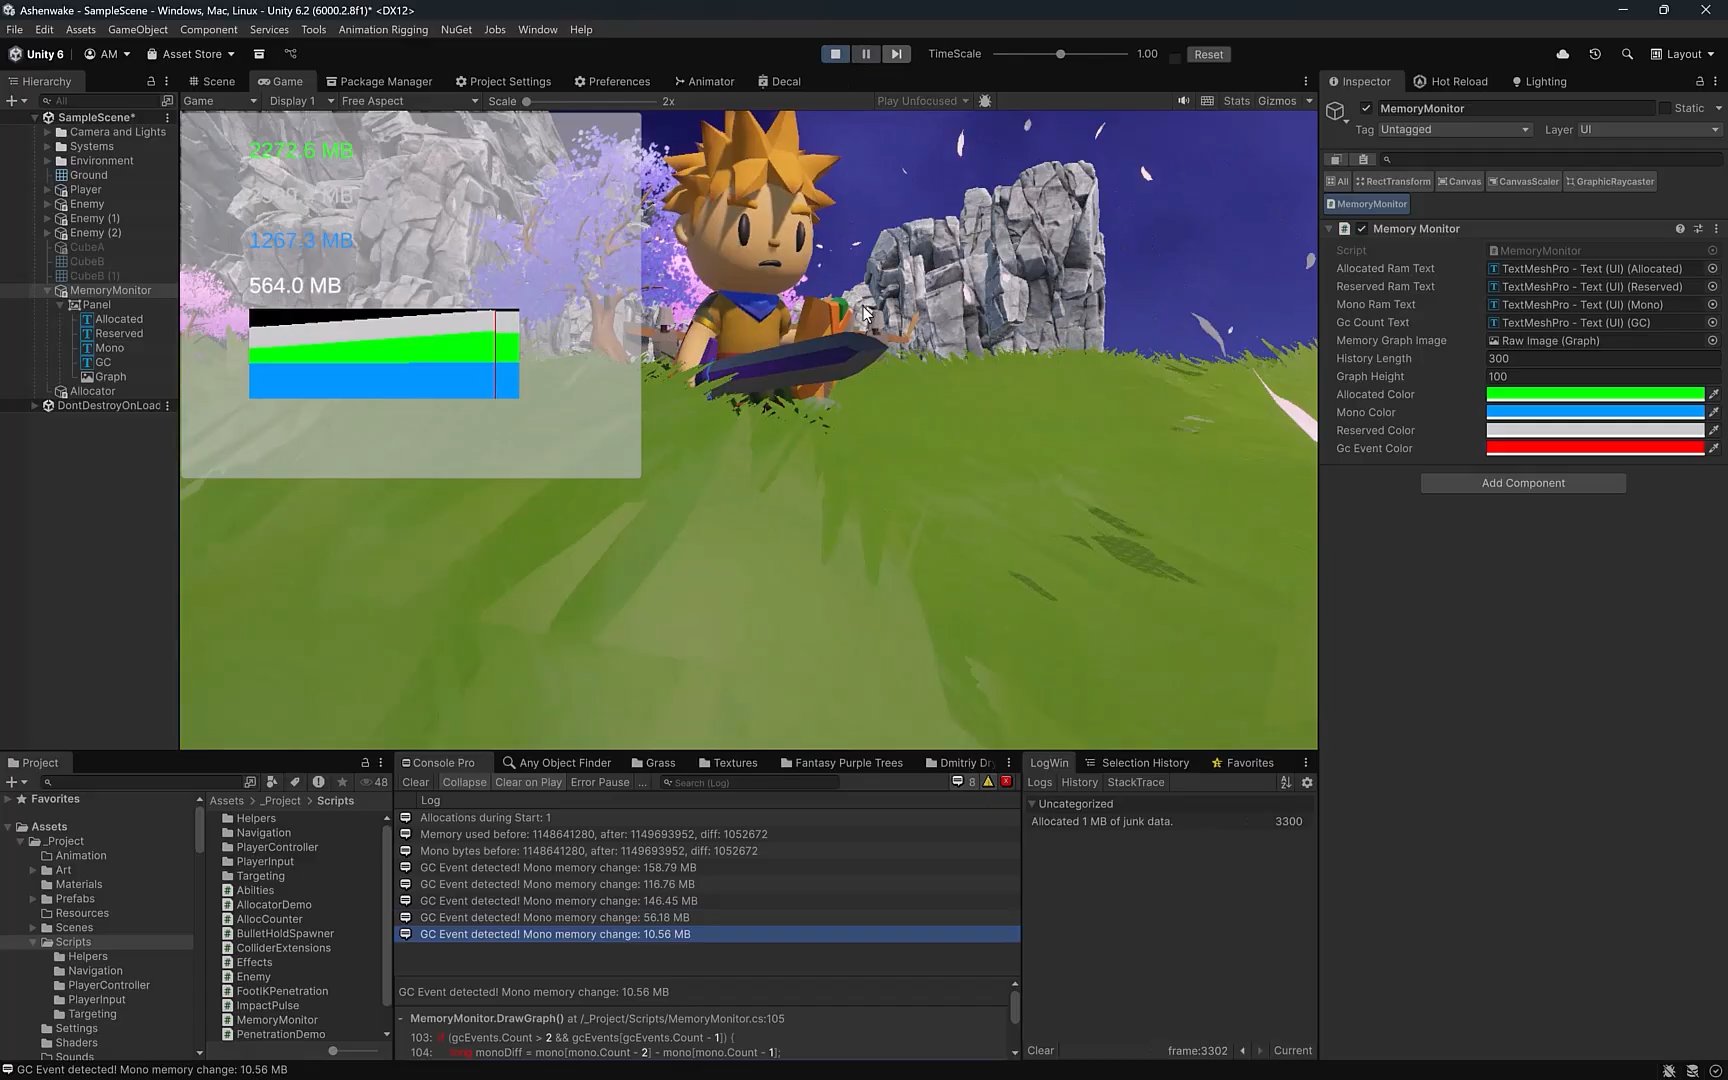 Ashenwake - SampleScene - Windows, Mac, Linux - Unity 6.2 (6000.2.8f1)* <DX12>
File Edit Assets GameObject Component Services Tools Animation Rigging NuGet Jobs Window Help
Unity 6 AM Asset Store TimeScale 1.00 Reset Layout
Hierarchy Scene Game Package Manager Project Settings Preferences Animator Decal Inspector Hot Reload Lighting
All Game Display 1 Free Aspect Scale 2x Play Unfocused Stats Gizmos
SampleScene*
Camera and Lights
Systems
Environment
Ground
Player
Enemy
Enemy (1)
Enemy (2)
CubeA
CubeB
CubeB (1)
MemoryMonitor
Panel
Allocated
Reserved
Mono
GC
Graph
Allocator
DontDestroyOnLoad
2272.6 MB
1267.3 MB
564.0 MB
MemoryMonitor Static
Tag Untagged Layer UI
All RectTransform Canvas CanvasScaler GraphicRaycaster
MemoryMonitor
Memory Monitor
Script MemoryMonitor
Allocated Ram Text TextMeshPro - Text (UI) (Allocated)
Reserved Ram Text TextMeshPro - Text (UI) (Reserved)
Mono Ram Text TextMeshPro - Text (UI) (Mono)
Gc Count Text TextMeshPro - Text (UI) (GC)
Memory Graph Image Raw Image (Graph)
History Length 300
Graph Height 100
Allocated Color
Mono Color
Reserved Color
Gc Event Color
Add Component
Project
48
Favorites
Assets
_Project
Animation
Art
Materials
Prefabs
Resources
Scenes
Scripts
Helpers
Navigation
PlayerController
PlayerInput
Targeting
Settings
Shaders
Sounds
Assets > _Project > Scripts
Helpers
Navigation
PlayerController
PlayerInput
Targeting
Abilties
AllocatorDemo
AllocCounter
BulletHoldSpawner
ColliderExtensions
Effects
Enemy
FootIKPenetration
ImpactPulse
MemoryMonitor
PenetrationDemo
Console Pro Any Object Finder Grass Textures Fantasy Purple Trees Dmitriy Dr
Clear Collapse Clear on Play Error Pause ... Search (Log) 8
Log
Allocations during Start: 1
Memory used before: 1148641280, after: 1149693952, diff: 1052672
Mono bytes before: 1148641280, after: 1149693952, diff: 1052672
GC Event detected! Mono memory change: 158.79 MB
GC Event detected! Mono memory change: 116.76 MB
GC Event detected! Mono memory change: 146.45 MB
GC Event detected! Mono memory change: 56.18 MB
GC Event detected! Mono memory change: 10.56 MB
GC Event detected! Mono memory change: 10.56 MB
- MemoryMonitor.DrawGraph() at /_Project/Scripts/MemoryMonitor.cs:105
103: if (gcEvents.Count > 2 && gcEvents[gcEvents.Count - 1]) {
104: long monoDiff = mono[mono.Count - 2] - mono[mono.Count - 1];
LogWin Selection History Favorites
Logs History StackTrace
Uncategorized
Allocated 1 MB of junk data. 3300
Clear frame:3302 Current
GC Event detected! Mono memory change: 10.56 MB